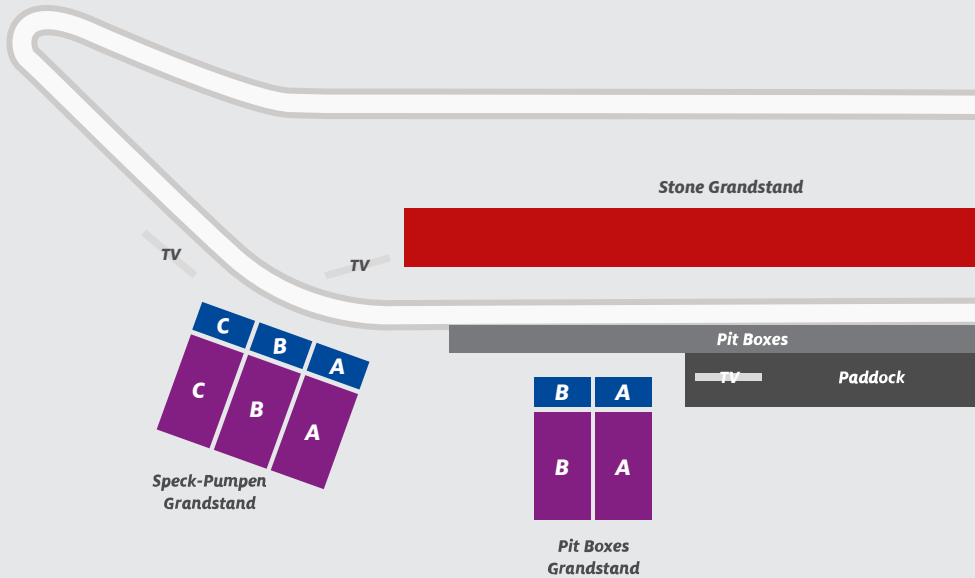 Stone Grandstand
TV
TV
C
B
A
C
B
A
Speck-Pumpen
Grandstand
Pit Boxes
TV
Paddock
B
A
B
A
Pit Boxes
Grandstand